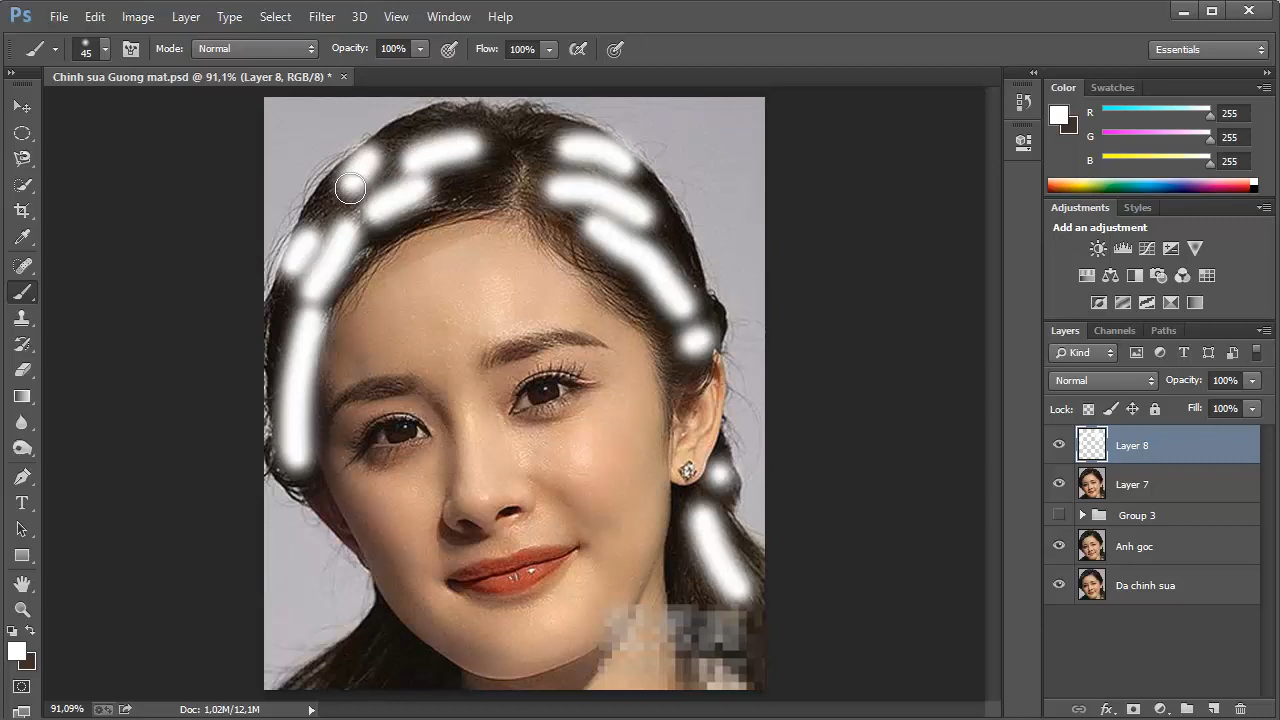 Ps File Edit Image Layer Type Select Filter 3D View Window Help
45 Mode: Normal Opacity: 100% Flow: 100% Essentials
Chinh sua Guong mat.psd @ 91,1% (Layer 8, RGB/8) *
Color Swatches
R 255
G 255
B 255
Adjustments Styles
Add an adjustment
Layers Channels Paths
Kind
Normal Opacity: 100%
Lock: Fill: 100%
Layer 8
Layer 7
Group 3
Anh goc
Da chinh sua
91,09% Doc: 1,02M/12,1M